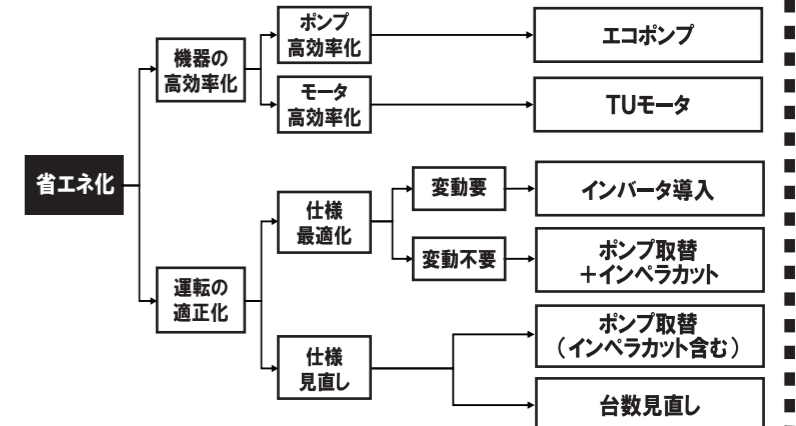 省エネ化
機器の
高効率化
ポンプ
高効率化
エコポンプ
モータ
高効率化
TUモータ
運転の
適正化
仕様
最適化
変動要
インバータ導入
変動不要
ポンプ取替
+インペラカット
仕様
見直し
ポンプ取替
(インペラカット含む)
台数見直し